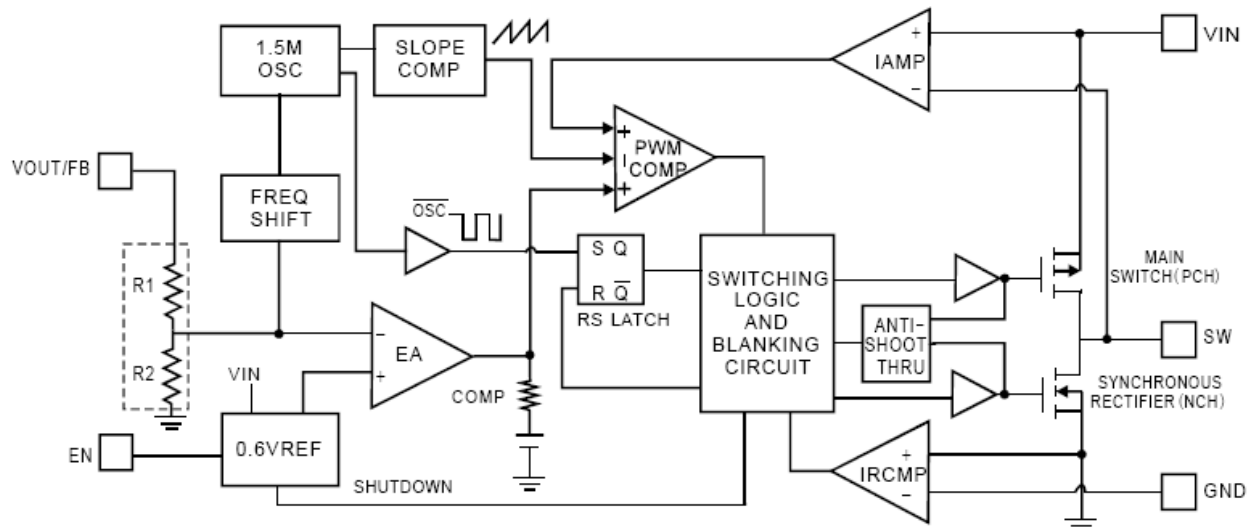 1.5M
OSC
SLOPE
COMP
+
IAMP
−
VIN
VOUT/FB
FREQ
SHIFT
+
−
+
PWM
COMP
OSC
R1
R2
S Q
R Q
RS LATCH
SWITCHING
LOGIC
AND
BLANKING
CIRCUIT
ANTI-
SHOOT
THRU
MAIN
SWITCH(PCH)
SW
SYNCHRONOUS
RECTIFIER(NCH)
−
EA
+
COMP
VIN
EN
0.6VREF
SHUTDOWN
+
IRCMP
−
GND